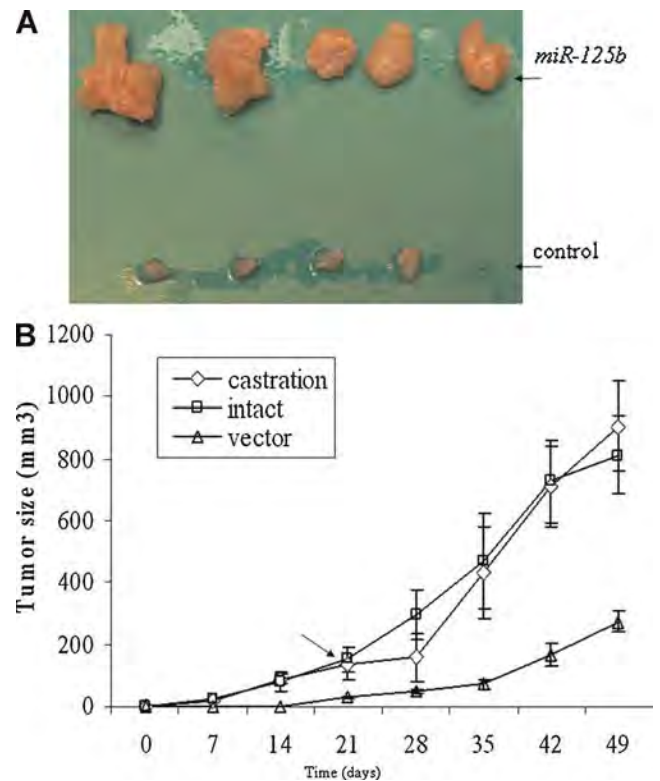 A
miR-125b
control
B
1200
1000
800
600
400
200
0
Tumor size (mm3)
castration
intact
vector
0 7 14 21 28 35 42 49
Time (days)